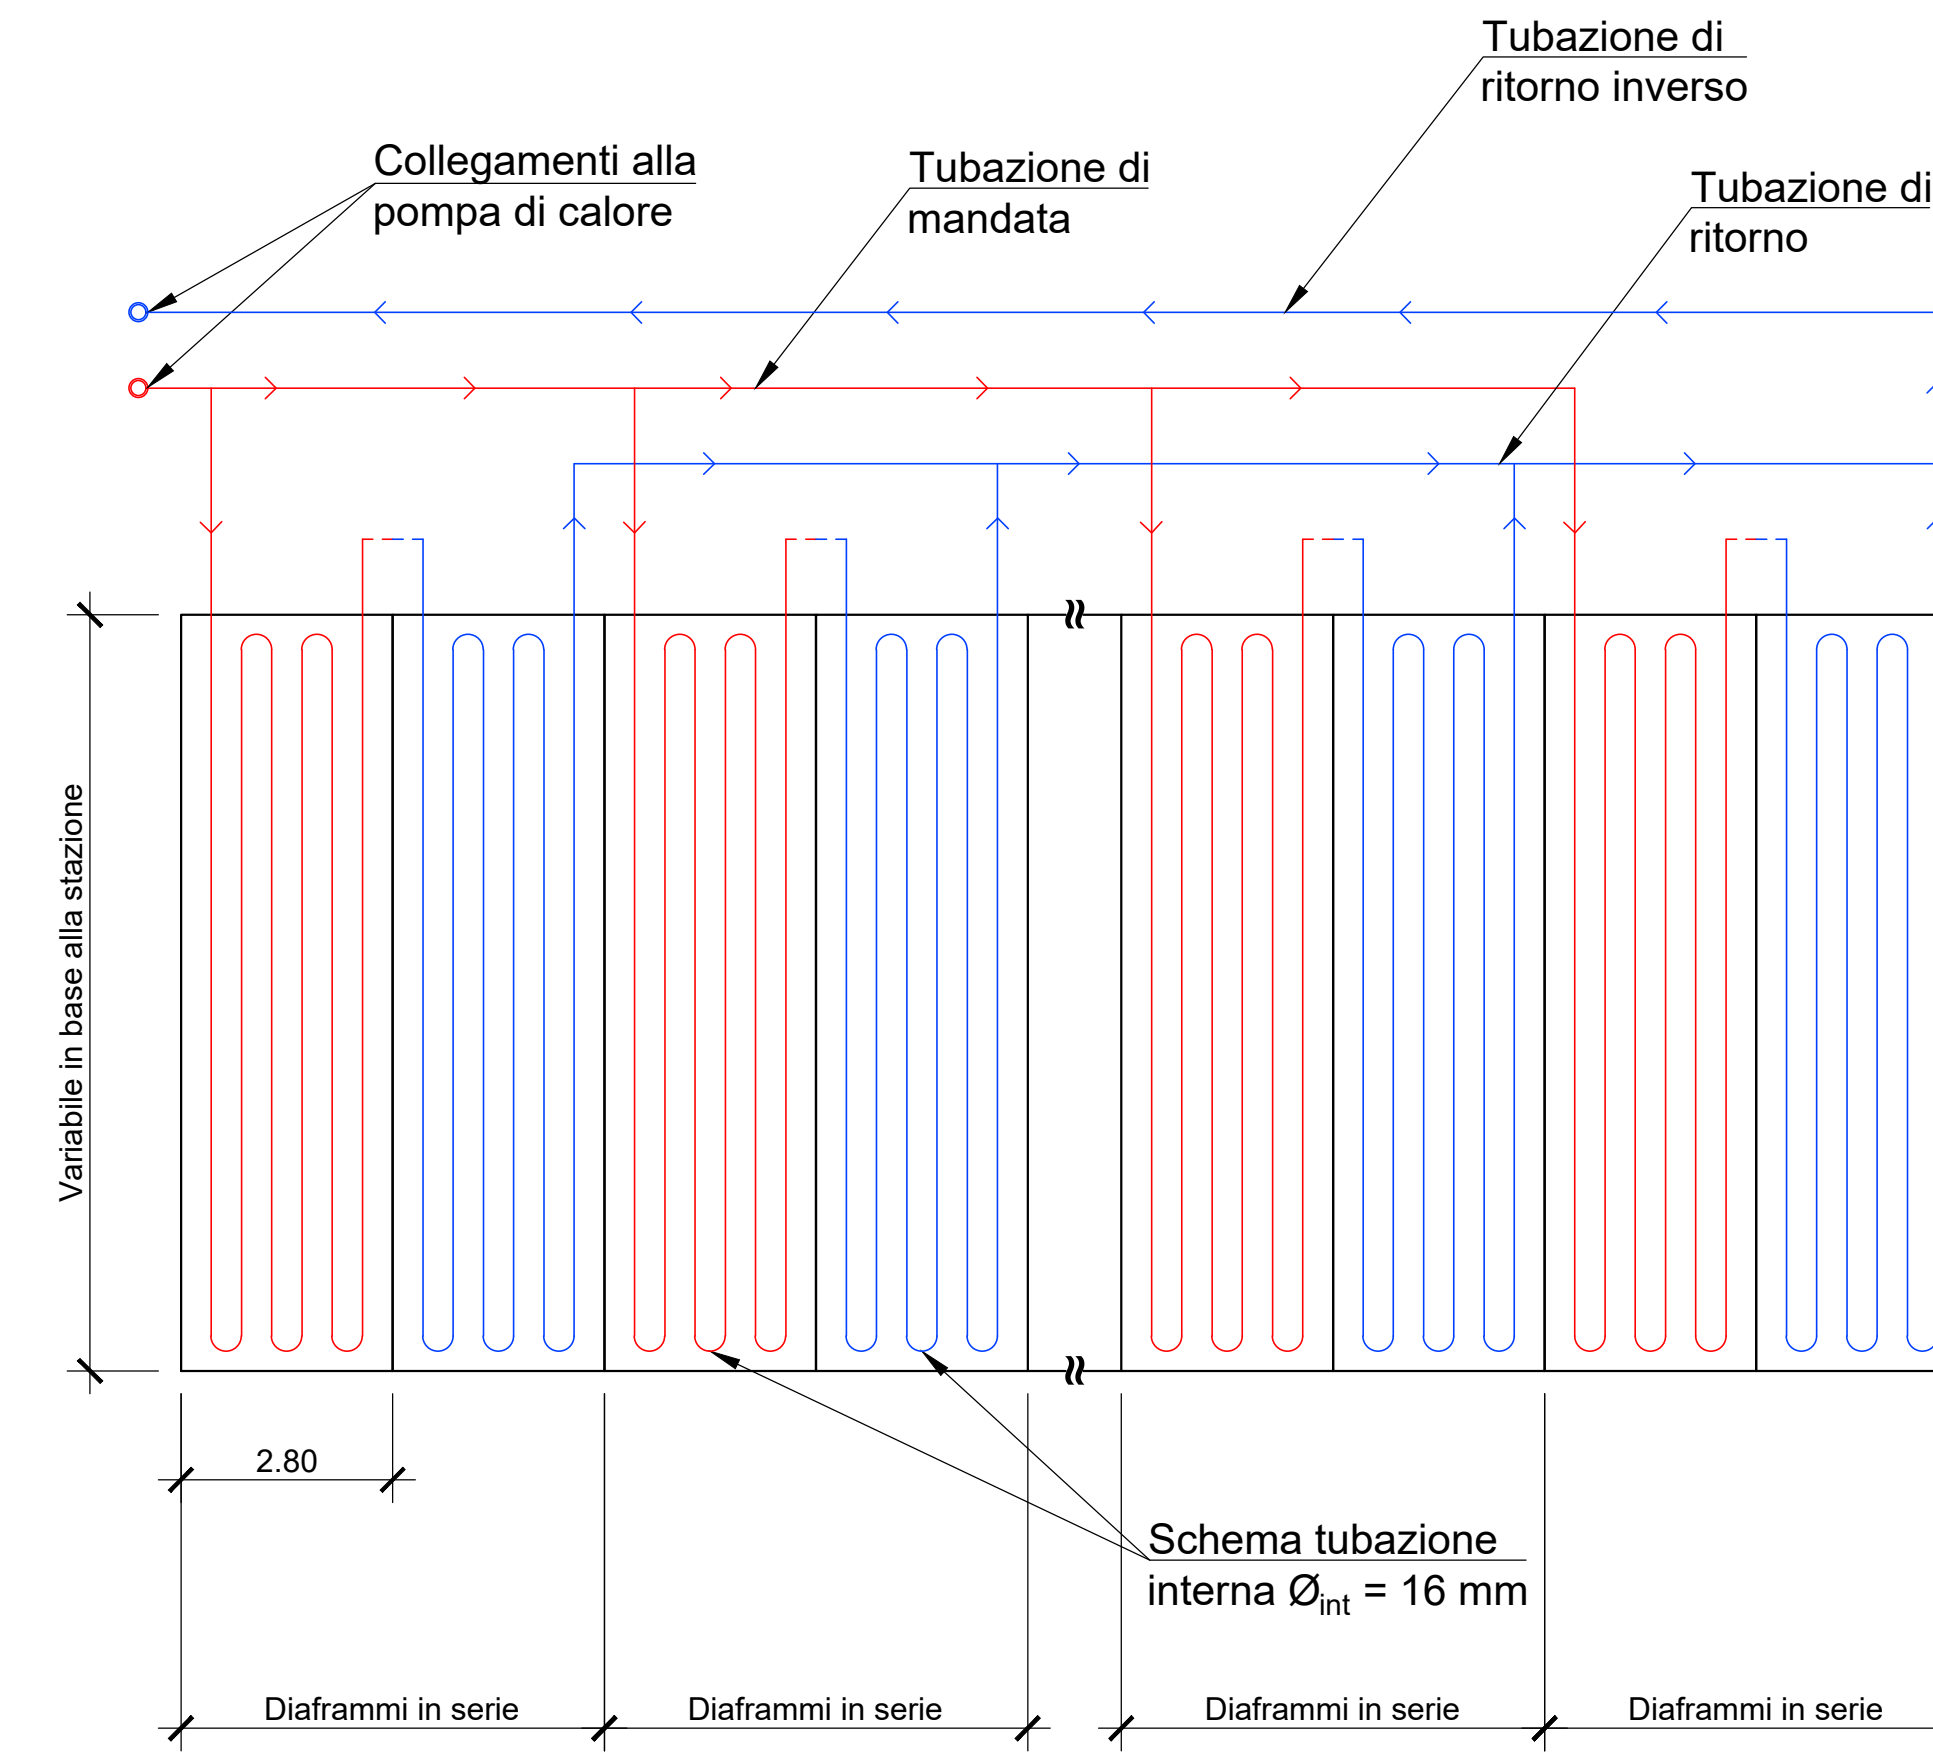 Tubazione di
ritorno inverso
Collegamenti alla
pompa di calore
Tubazione di
mandata
Tubazione di
ritorno
Variabile in base alla stazione
2.80
Schema tubazione
interna Ø_int = 16 mm
Diaframmi in serie
Diaframmi in serie
Diaframmi in serie
Diaframmi in serie